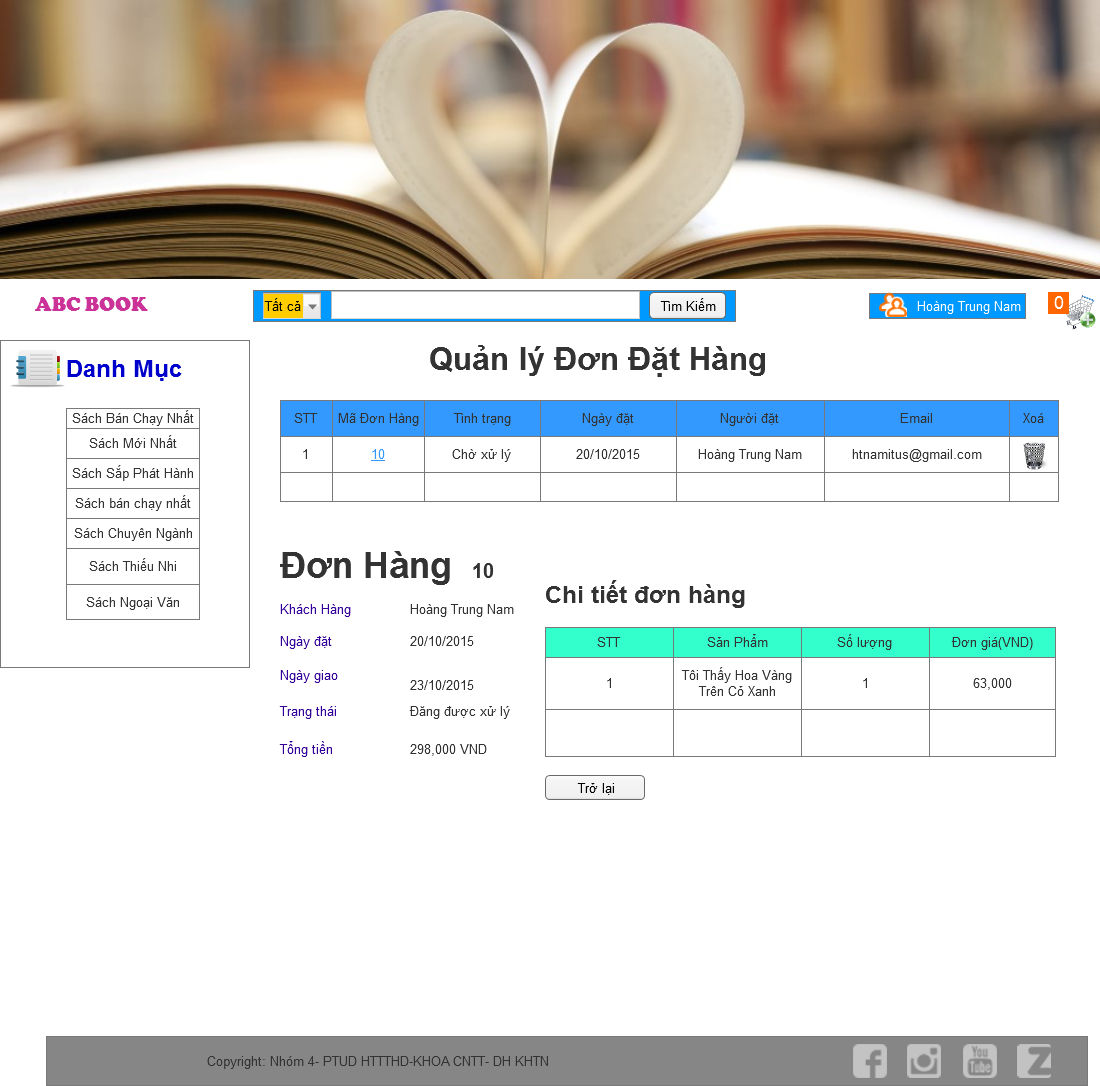 ABC BOOK
Tất cả
Tìm Kiếm
Hoàng Trung Nam
0
Danh Mục
Sách Bán Chạy Nhất
Sách Mới Nhất
Sách Sắp Phát Hành
Sách bán chạy nhất
Sách Chuyên Ngành
Sách Thiếu Nhi
Sách Ngoại Văn
Quản lý Đơn Đặt Hàng
STT Mã Đơn Hàng Tình trạng Ngày đặt Người đặt Email Xoá
1 10 Chờ xử lý 20/10/2015 Hoàng Trung Nam htnamitus@gmail.com
Đơn Hàng 10
Khách Hàng Hoàng Trung Nam
Ngày đặt 20/10/2015
Ngày giao 23/10/2015
Trạng thái Đăng được xử lý
Tổng tiền 298,000 VND
Chi tiết đơn hàng
STT Sãn Phẩm Số lượng Đơn giá(VND)
1 Tôi Thấy Hoa Vàng 1 63,000
Trên Cỏ Xanh
Trở lại
Copyright: Nhóm 4- PTUD HTTTHD-KHOA CNTT- DH KHTN
You
Tube